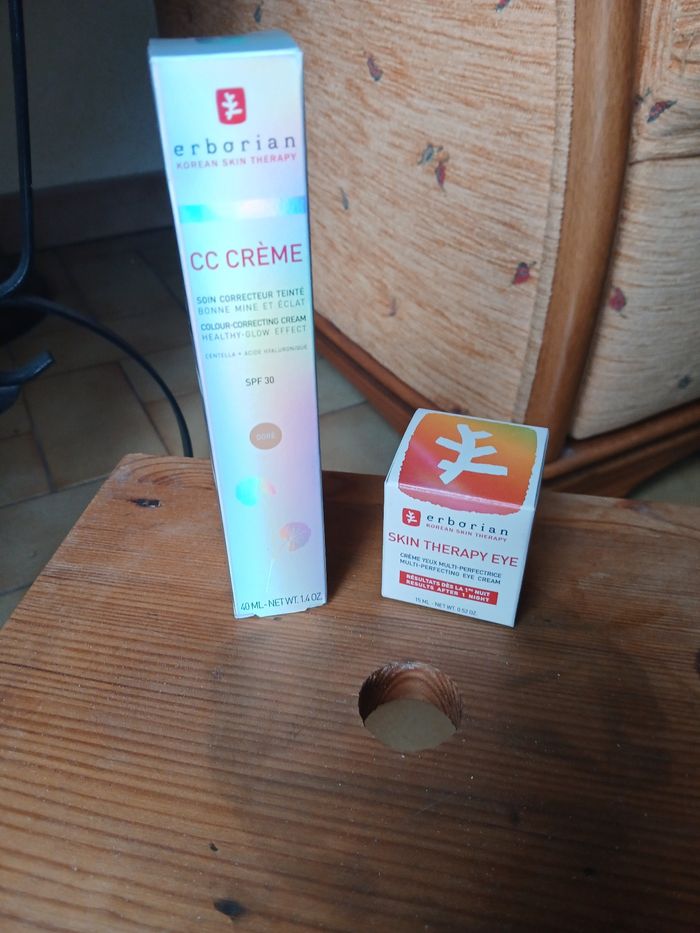 erborian
KOREAN SKIN THERAPY
CC CRÈME
SOIN CORRECTEUR TEINTÉ
BONNE MINE ET ÉCLAT
COLOUR-CORRECTING CREAM
HEALTHY-GLOW EFFECT
CENTELLA + ACIDE HYALURONIQUE
SPF 30
DORÉ
40 ML - NET WT. 1.4 OZ.
erborian
KOREAN SKIN THERAPY
SKIN THERAPY EYE
CRÈME YEUX MULTI-PERFECTRICE
MULTI-PERFECTING EYE CREAM
RÉSULTATS DÈS LA 1ÈRE NUIT
RESULTS AFTER 1 NIGHT
15 ML - NET WT. 0.52 OZ.